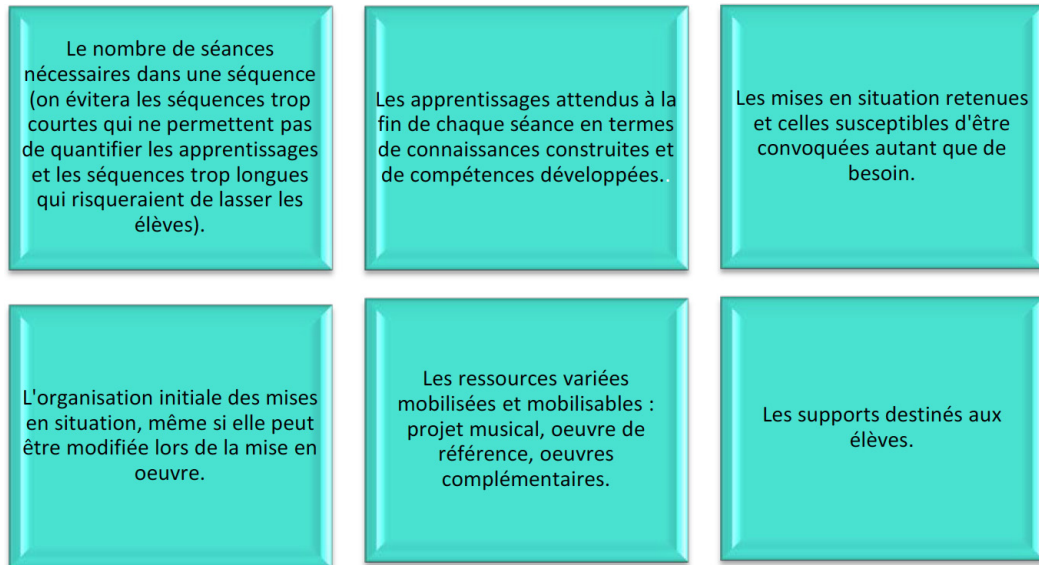 Le nombre de séances
nécessaires dans une séquence
(on évitera les séquences trop
courtes qui ne permettent pas
de quantifier les apprentissages
et les séquences trop longues
qui risqueraient de lasser les
élèves).
Les apprentissages attendus à la
fin de chaque séance en termes
de connaissances construites et
de compétences développées..
Les mises en situation retenues
et celles susceptibles d'être
convoquées autant que de
besoin.
L'organisation initiale des mises
en situation, même si elle peut
être modifiée lors de la mise en
oeuvre.
Les ressources variées
mobilisées et mobilisables :
projet musical, oeuvre de
référence, oeuvres
complémentaires.
Les supports destinés aux
élèves.